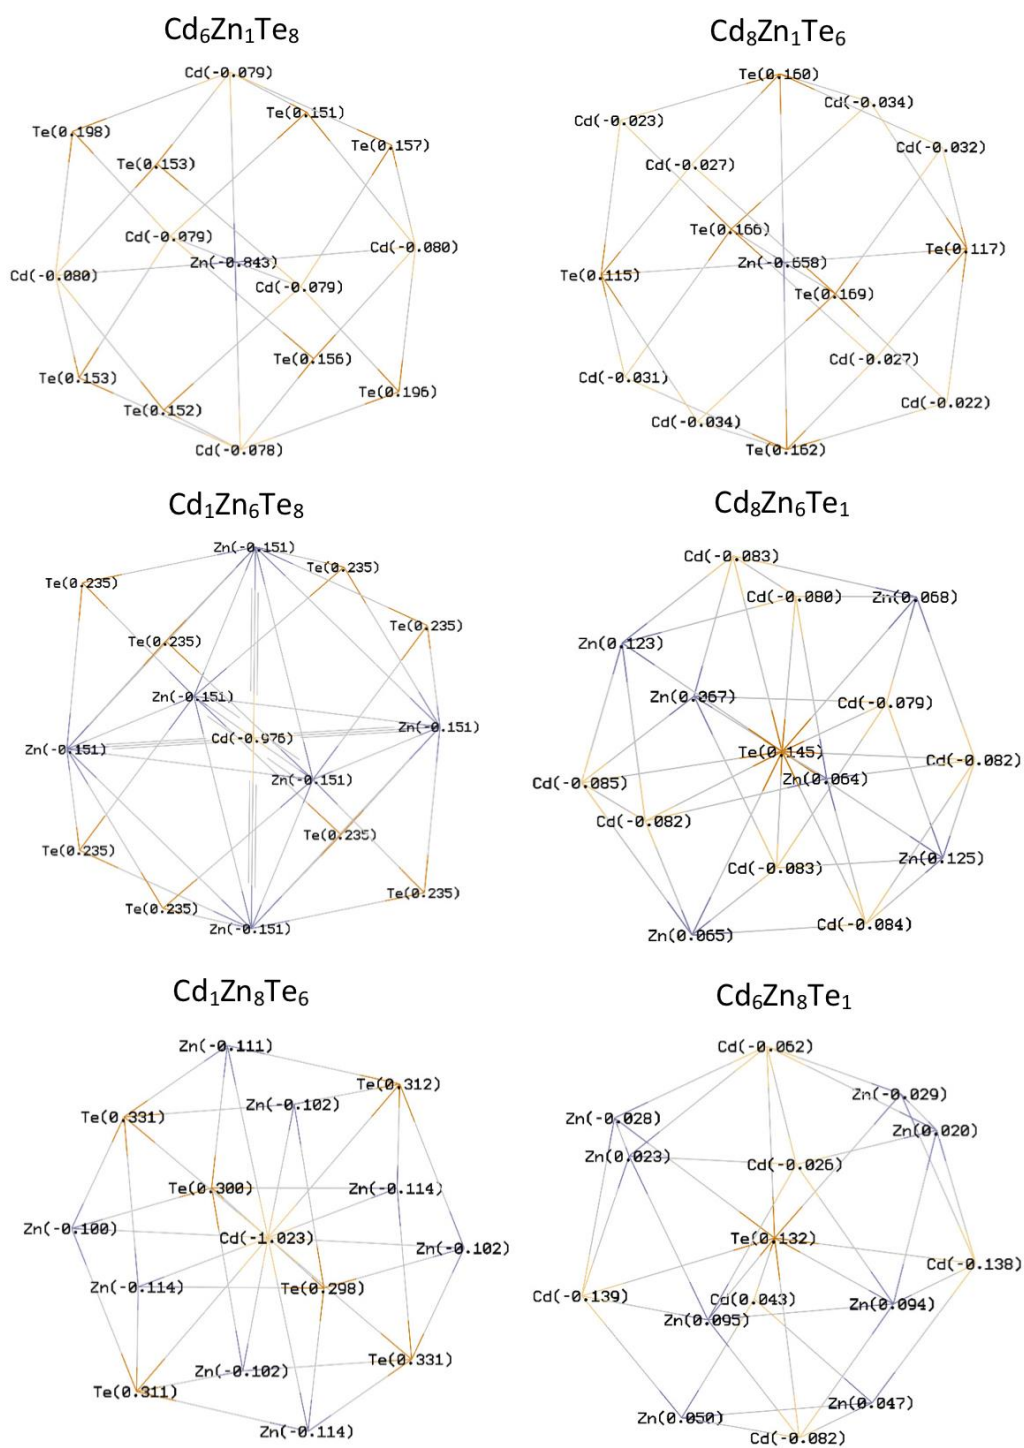 Cd₆Zn₁Te₈
Cd(-0.079)
Te(0.151)
Te(0.198)
Te(0.157)
Te(0.153)
Cd(-0.079)
Cd(-0.080)
Zn(-0.843)
Cd(-0.080)
Cd(-0.079)
Te(0.156)
Te(0.153)
Te(0.196)
Te(0.152)
Cd(-0.078)
Cd₈Zn₁Te₆
Te(0.160)
Cd(-0.034)
Cd(-0.023)
Cd(-0.032)
Cd(-0.027)
Te(0.166)
Te(0.117)
Zn(-0.658)
Te(0.115)
Te(0.169)
Cd(-0.027)
Cd(-0.031)
Cd(-0.022)
Cd(-0.034)
Te(0.162)
Cd₁Zn₆Te₈
Zn(-0.151)
Te(0.235)
Te(0.235)
Te(0.235)
Te(0.235)
Zn(-0.151)
Zn(-0.151)
Cd(-0.976)
Zn(-0.151)
Zn(-0.151)
Te(0.235)
Te(0.235)
Te(0.235)
Te(0.235)
Zn(-0.151)
Cd₈Zn₆Te₁
Cd(-0.083)
Cd(-0.080)
Zn(0.068)
Zn(0.123)
Zn(0.067)
Cd(-0.079)
Te(0.145)
Cd(-0.082)
Zn(0.064)
Cd(-0.085)
Cd(-0.082)
Zn(0.125)
Cd(-0.083)
Cd(-0.084)
Zn(0.065)
Cd₁Zn₈Te₆
Zn(-0.111)
Te(0.312)
Zn(-0.102)
Te(0.331)
Te(0.300)
Zn(-0.114)
Zn(-0.100)
Cd(-1.023)
Zn(-0.102)
Zn(-0.114)
Te(0.298)
Te(0.331)
Zn(-0.102)
Te(0.311)
Zn(-0.114)
Cd₆Zn₈Te₁
Cd(-0.062)
Zn(-0.029)
Zn(-0.028)
Zn(0.020)
Zn(0.023)
Cd(-0.026)
Te(0.132)
Cd(-0.138)
Cd(-0.139)
Cd(0.043)
Zn(0.094)
Zn(0.095)
Zn(0.047)
Zn(0.050)
Cd(-0.082)